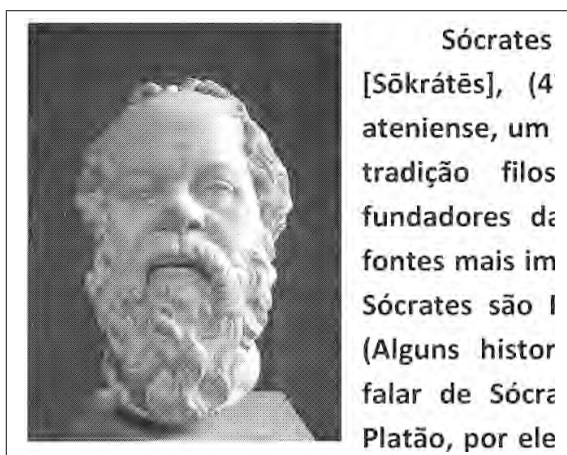 Sócrates
[Sōkrátēs], (4
ateniense, um
tradição filos
fundadores da
fontes mais im
Sócrates são
(Alguns histor
falar de Sócra
Platão, por ele